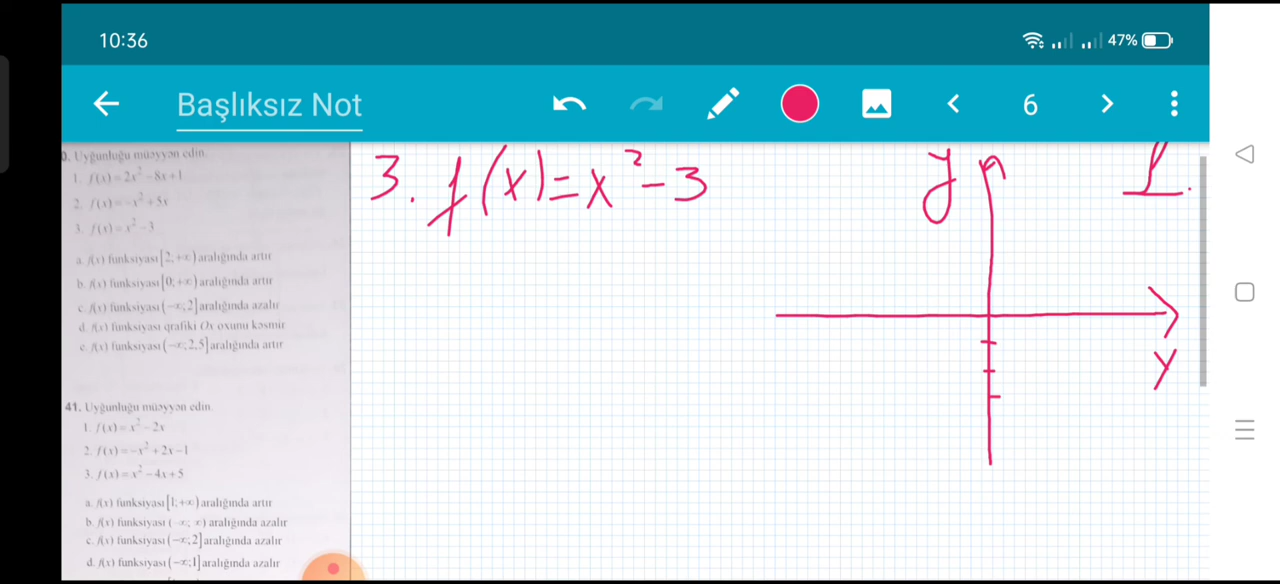 10:36
47%
Başlıksız Not
6
0. Uyğunluğu müəyyən edin.
1. f(x)=2x²-8x+1
2. f(x)=-x²+5x
3. f(x)=x²-3
a. f(x) funksiyası [2; +∞) aralığında artır
b. f(x) funksiyası [0; +∞) aralığında artır
c. f(x) funksiyası (-∞; 2] aralığında azalır
d. f(x) funksiyası qrafiki Ox oxunu kəsmir
e. f(x) funksiyası (-∞; 2,5] aralığında artır
41. Uyğunluğu müəyyən edin.
1. f(x)=x²-2x
2. f(x)=-x²+2x-1
3. f(x)=x²-4x+5
a. f(x) funksiyası [1; +∞) aralığında artır
b. f(x) funksiyası (-∞; ∞) aralığında azalır
c. f(x) funksiyası (-∞; 2] aralığında azalır
d. f(x) funksiyası (-∞; 1] aralığında azalır
3. f(x)=x²-3
y
x